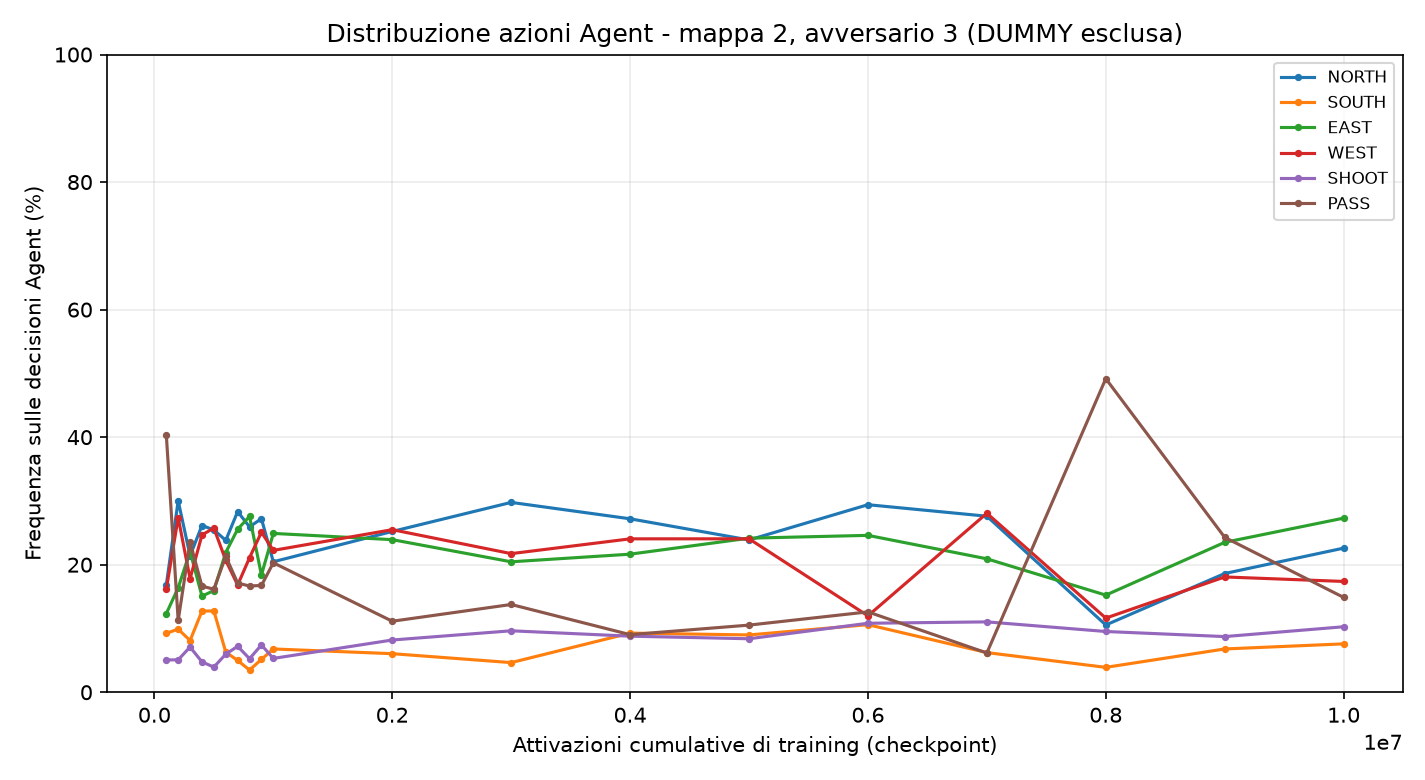 Distribuzione azioni Agent - mappa 2, avversario 3 (DUMMY esclusa)
Frequenza sulle decisioni Agent (%)
100
80
60
40
20
0
NORTH
SOUTH
EAST
WEST
SHOOT
PASS
0.0 0.2 0.4 0.6 0.8 1.0
1e7
Attivazioni cumulative di training (checkpoint)